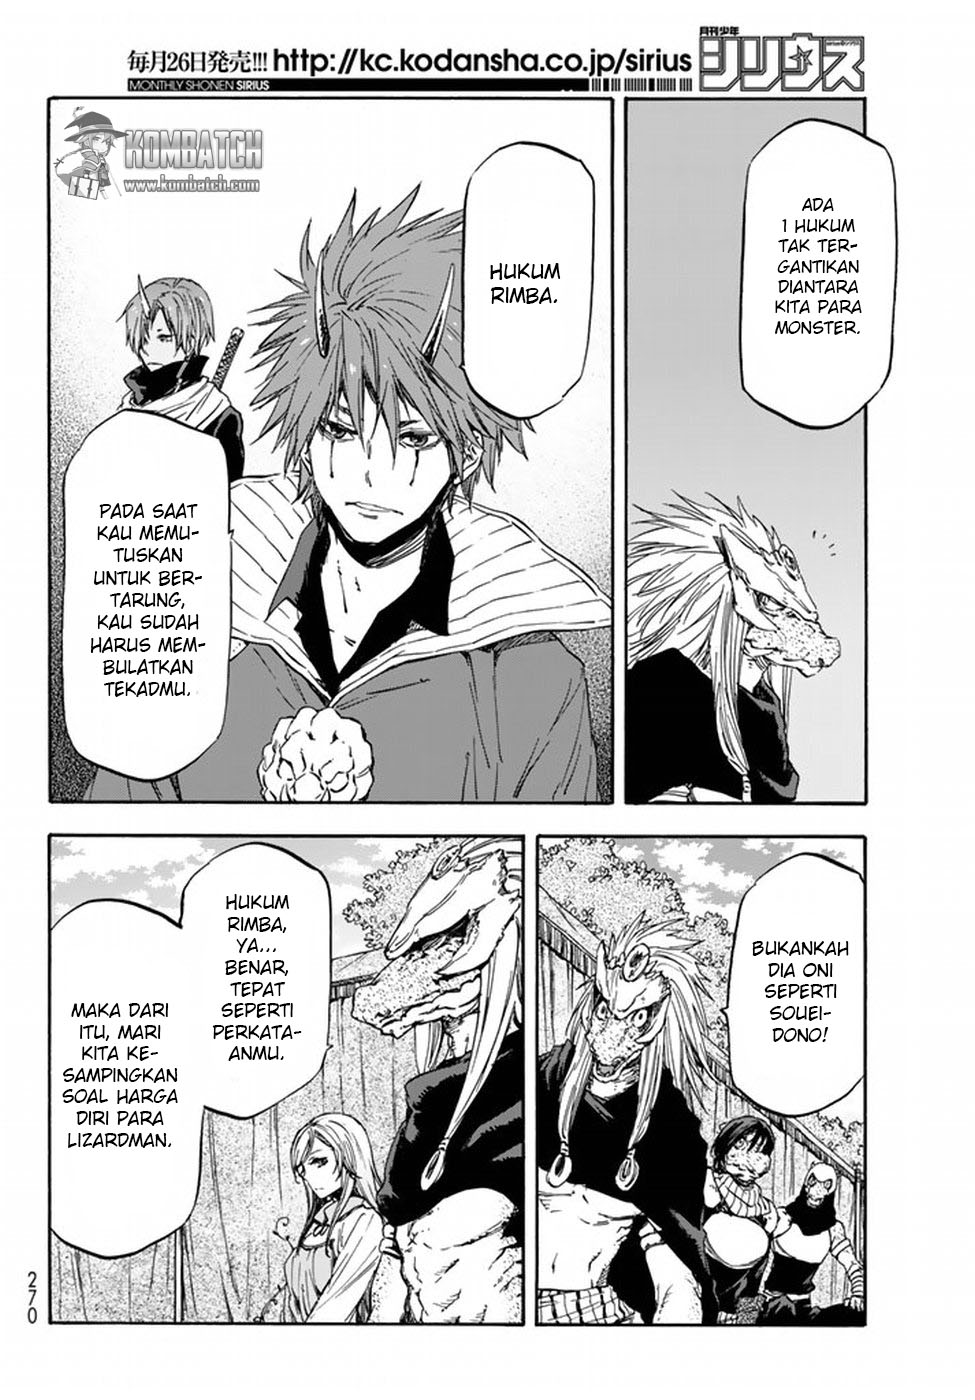 毎月26日発売!!! http://kc.kodansha.co.jp/sirius
MONTHLY SHONEN SIRIUS
月刊少年
シリウス
KOMBATCH
www.kombatch.com
ADA
1 HUKUM
TAK TER-
GANTIKAN
DIANTARA
KITA PARA
MONSTER.
HUKUM
RIMBA.
PADA SAAT
KAU MEMU-
TUSKAN
UNTUK BER-
TARUNG,
KAU SUDAH
HARUS MEM-
BULATKAN
TEKADMU.
BUKANKAH
DIA ONI
SEPERTI
SOUEI-
DONO!
HUKUM
RIMBA,
YA...
BENAR,
TEPAT
SEPERTI
PERKATA-
ANMU.
MAKA DARI
ITU, MARI
KITA KE-
SAMPINGKAN
SOAL HARGA
DIRI PARA
LIZARDMAN.
270